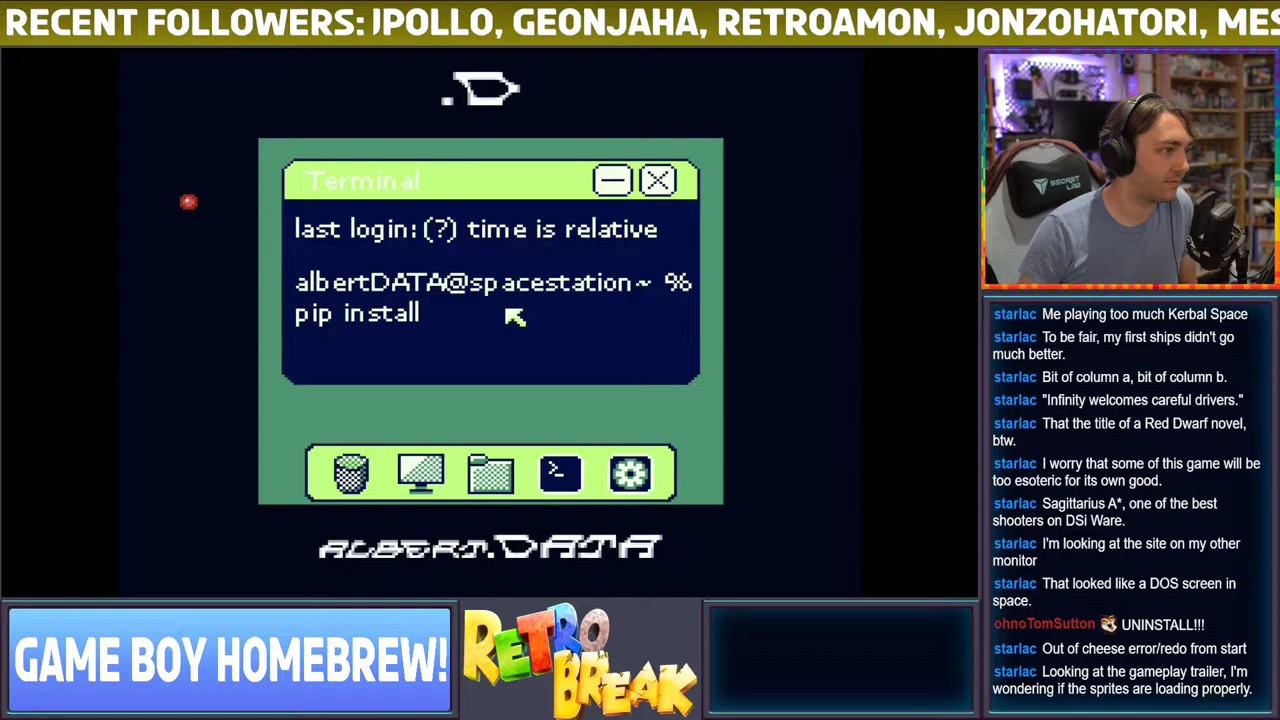 RECENT FOLLOWERS: JPOLLO, GEONJAHA, RETROAMON, JONZOHATORI, MES
.D
Terminal
last login:(?) time is relative
albertDATA@spacestation~ %
pip install
ALBERT.DATA
SECRETLAB
starlac Me playing too much Kerbal Space
starlac To be fair, my first ships didn't go
much better.
starlac Bit of column a, bit of column b.
starlac "Infinity welcomes careful drivers."
starlac That the title of a Red Dwarf novel,
btw.
starlac I worry that some of this game will be
too esoteric for its own good.
starlac Sagittarius A*, one of the best
shooters on DSi Ware.
starlac I'm looking at the site on my other
monitor
starlac That looked like a DOS screen in
space.
ohnoTomSutton UNINSTALL!!!
starlac Out of cheese error/redo from start
starlac Looking at the gameplay trailer, I'm
wondering if the sprites are loading properly.
GAME BOY HOMEBREW!
RETRO
BREAK